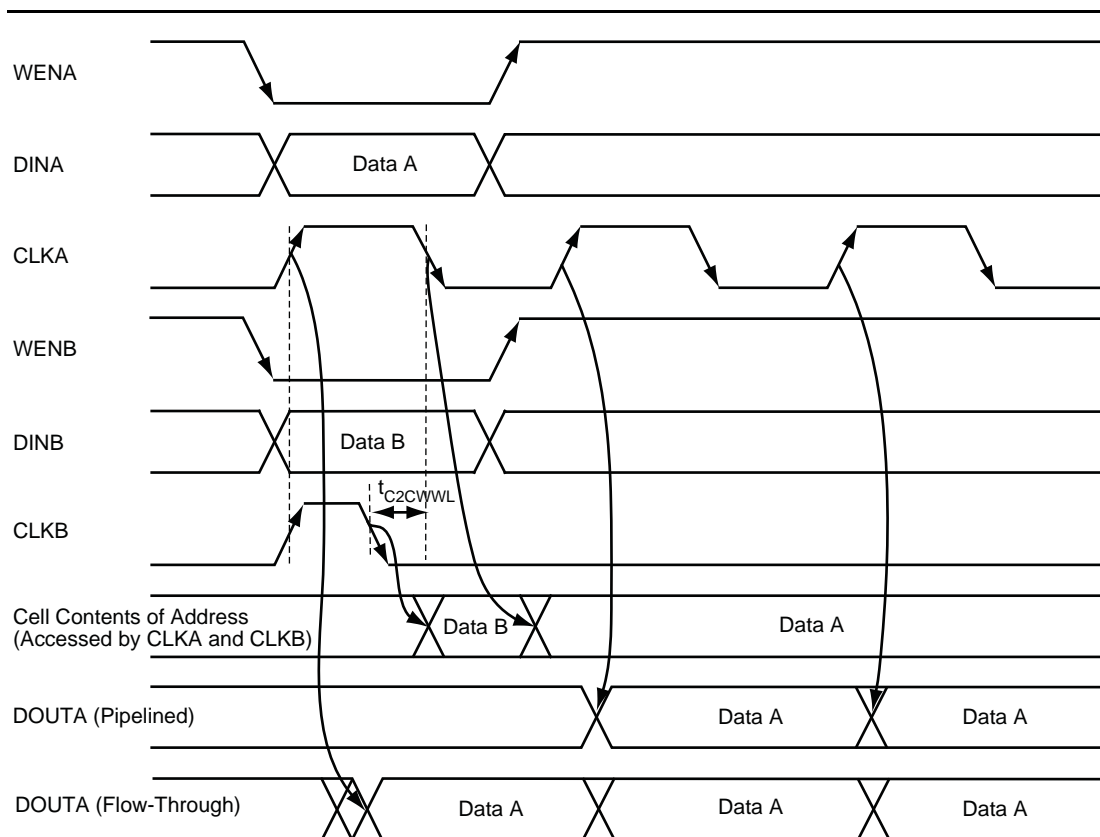 WENA
DINA
Data A
CLKA
WENB
DINB
Data B
tC2CWWL
CLKB
Cell Contents of Address
(Accessed by CLKA and CLKB)
Data B
Data A
DOUTA (Pipelined)
Data A
Data A
DOUTA (Flow-Through)
Data A
Data A
Data A